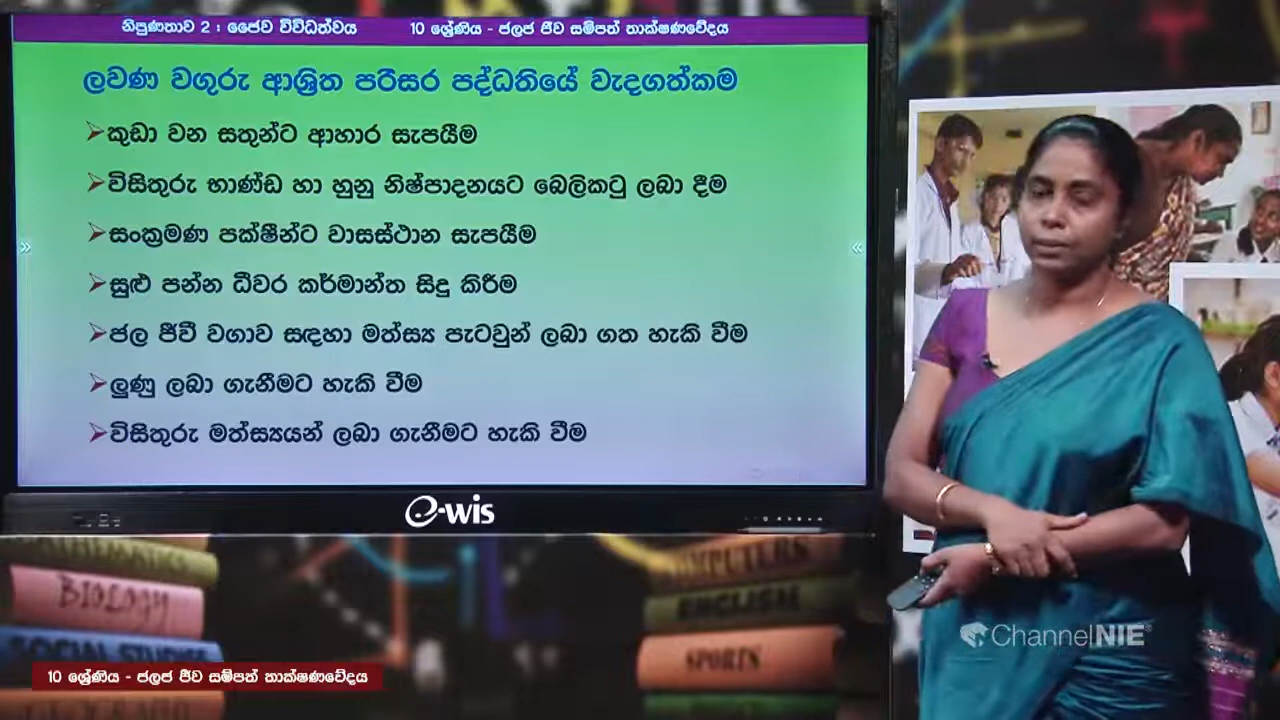 නිපුණතාව 2 : ජෛව විවිධත්වය 10 ශ්‍රේණිය - ජලජ ජීව සම්පත් තාක්ෂණවේදය
ලවණ වගුරු ආශ්‍රිත පරිසර පද්ධතියේ වැදගත්කම
➢කුඩා වන සතුන්ට ආහාර සැපයීම
➢විසිතුරු භාණ්ඩ හා හුනු නිෂ්පාදනයට බෙලිකටු ලබා දීම
➢සංක්‍රමණ පක්ෂීන්ට වාසස්ථාන සැපයීම
➢සුළු පන්න ධීවර කර්මාන්ත සිදු කිරීම
➢ජල ජීවී වගාව සඳහා මත්ස්‍ය පැටවුන් ලබා ගත හැකි වීම
➢ලුණු ලබා ගැනීමට හැකි වීම
➢විසිතුරු මත්ස්‍යයන් ලබා ගැනීමට හැකි වීම
e-wis
MATHEMATICS
BIOLOGY
SOCIAL STUDIES
COMPUTERS
ENGLISH
SPORTS
ChannelNIE
10 ශ්‍රේණිය - ජලජ ජීව සම්පත් තාක්ෂණවේදය